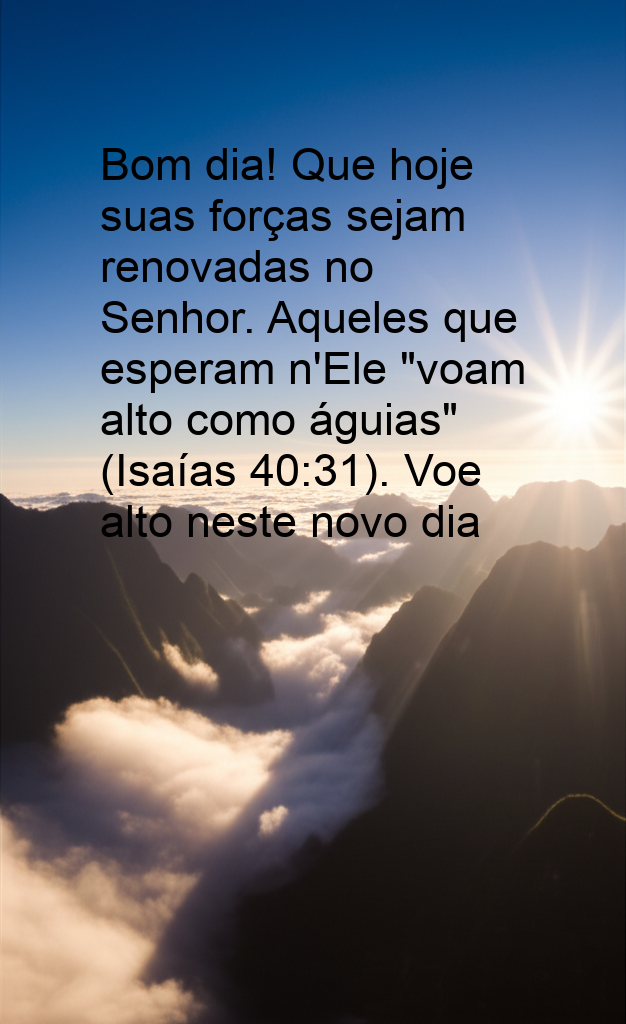 Bom dia! Que hoje
suas forças sejam
renovadas no
Senhor. Aqueles que
esperam n'Ele "voam
alto como águias"
(Isaías 40:31). Voe
alto neste novo dia